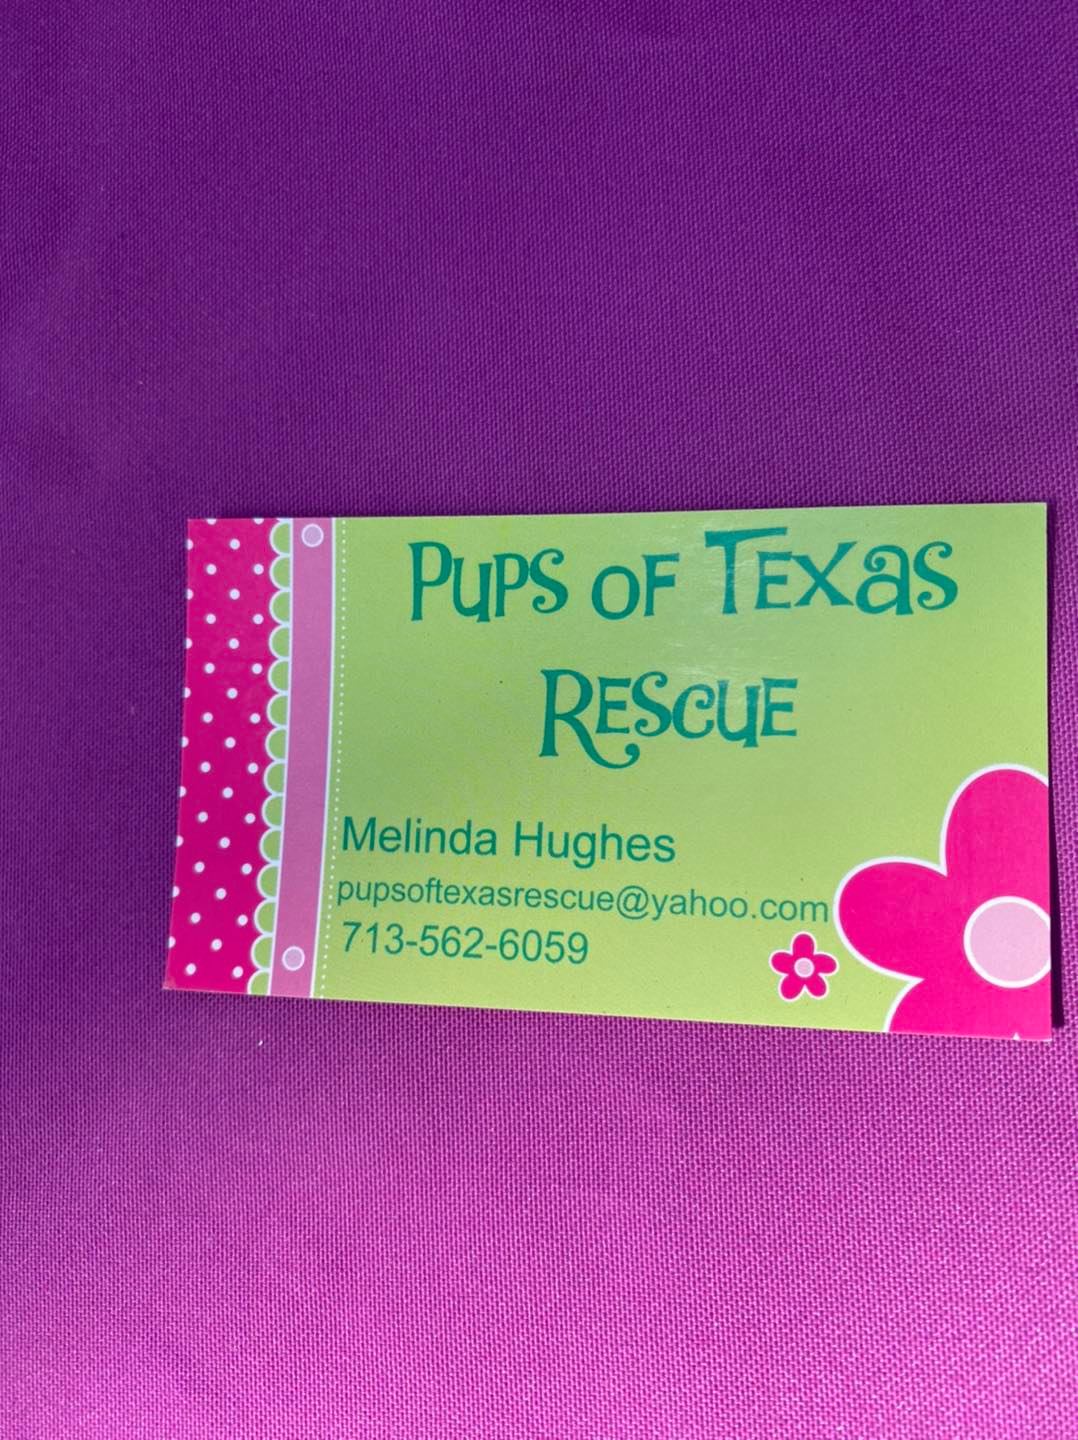 Pups of Texas
Rescue
Melinda Hughes
pupsoftexasrescue@yahoo.com
713-562-6059